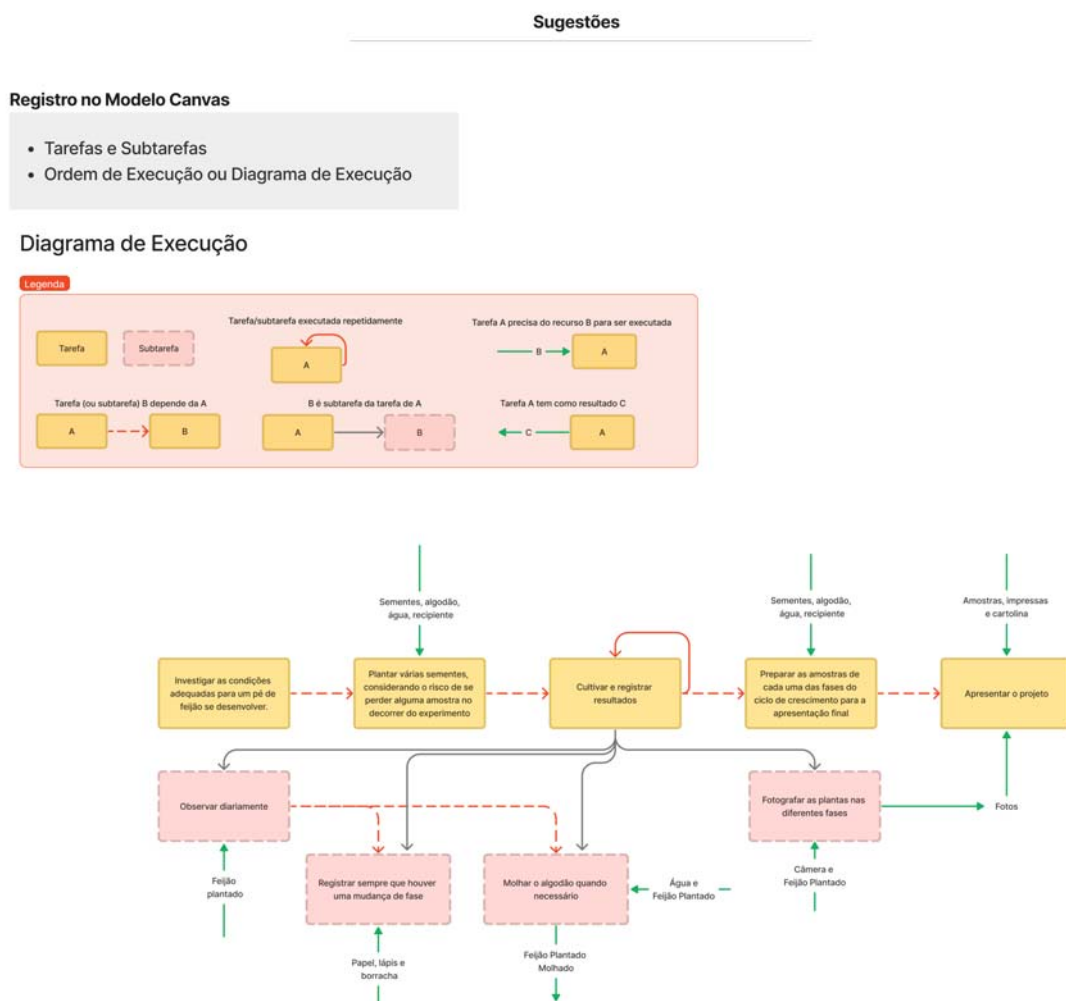 Sugestões
Registro no Modelo Canvas
• Tarefas e Subtarefas
• Ordem de Execução ou Diagrama de Execução
Diagrama de Execução
Legenda
Tarefa
Subtarefa
Tarefa/subtarefa executada repetidamente
A
Tarefa A precisa do recurso B para ser executada
B
A
Tarefa (ou subtarefa) B depende da A
A
B
B é subtarefa da tarefa de A
A
B
Tarefa A tem como resultado C
C
A
Sementes, algodão,
água, recipiente
Sementes, algodão,
água, recipiente
Amostras, impressas
e cartolina
Investigar as condições
adequadas para um pé de
feijão se desenvolver.
Plantar várias sementes,
considerando o risco de se
perder alguma amostra no
decorrer do experimento
Cultivar e registrar
resultados
Preparar as amostras de
cada uma das fases do
ciclo de crescimento para a
apresentação final
Apresentar o projeto
Observar diariamente
Fotografar as plantas nas
diferentes fases
Fotos
Feijão
plantado
Registrar sempre que houver
uma mudança de fase
Molhar o algodão quando
necessário
Água e
Feijão Plantado
Câmera e
Feijão Plantado
Papel, lápis e
borracha
Feijão Plantado
Molhado